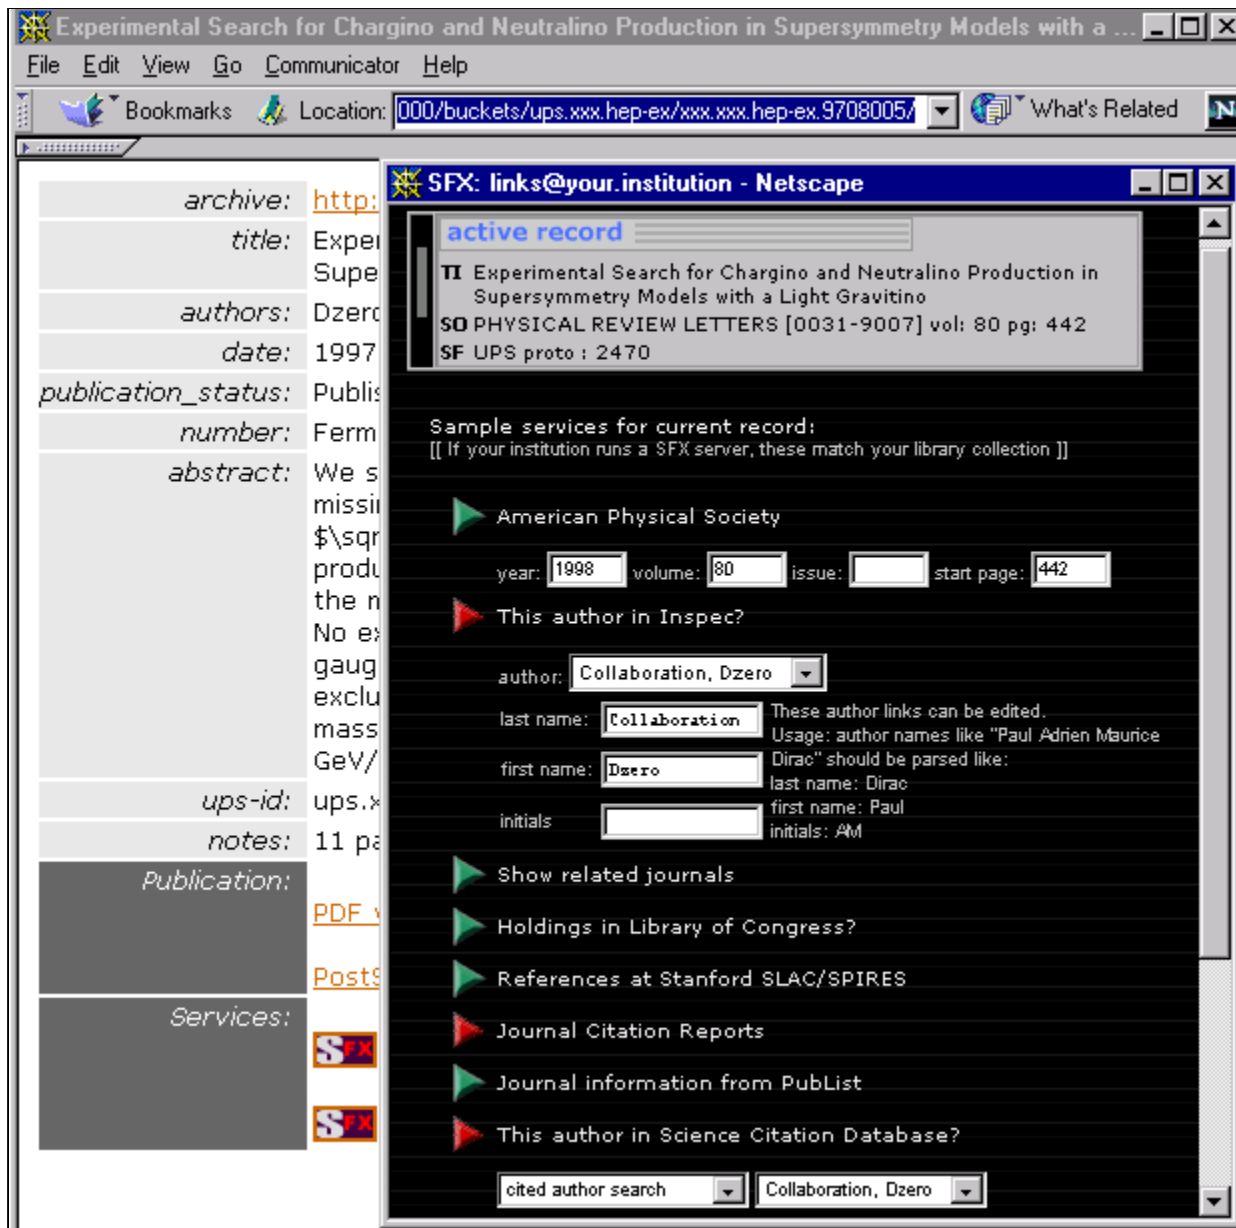 Experimental Search for Chargino and Neutralino Production in Supersymmetry Models with a ...
File Edit View Go Communicator Help
Bookmarks Location: 000/buckets/ups.xxx.hep-ex/xxx.xxx.hep-ex.9708005/ What's Related N
archive: http:
title: Exper
Supe
authors: Dzero
date: 1997
publication_status: Publis
number: Ferm
abstract: We s
missin
$\sqr
produ
the m
No ex
gaug
exclu
mass
GeV/
ups-id: ups.x
notes: 11 pa
Publication:
PDF v
PostS
Services:
SFX
SFX
SFX: links@your.institution - Netscape
active record
TI Experimental Search for Chargino and Neutralino Production in
Supersymmetry Models with a Light Gravitino
SO PHYSICAL REVIEW LETTERS [0031-9007] vol: 80 pg: 442
SF UPS proto : 2470
Sample services for current record:
[[ If your institution runs a SFX server, these match your library collection ]]
American Physical Society
year: 1998 volume: 80 issue: start page: 442
This author in Inspec?
author: Collaboration, Dzero
last name: Collaboration
first name: Dzero
initials
These author links can be edited.
Usage: author names like "Paul Adrien Maurice
Dirac" should be parsed like:
last name: Dirac
first name: Paul
initials: AM
Show related journals
Holdings in Library of Congress?
References at Stanford SLAC/SPIRES
Journal Citation Reports
Journal information from PubList
This author in Science Citation Database?
cited author search Collaboration, Dzero